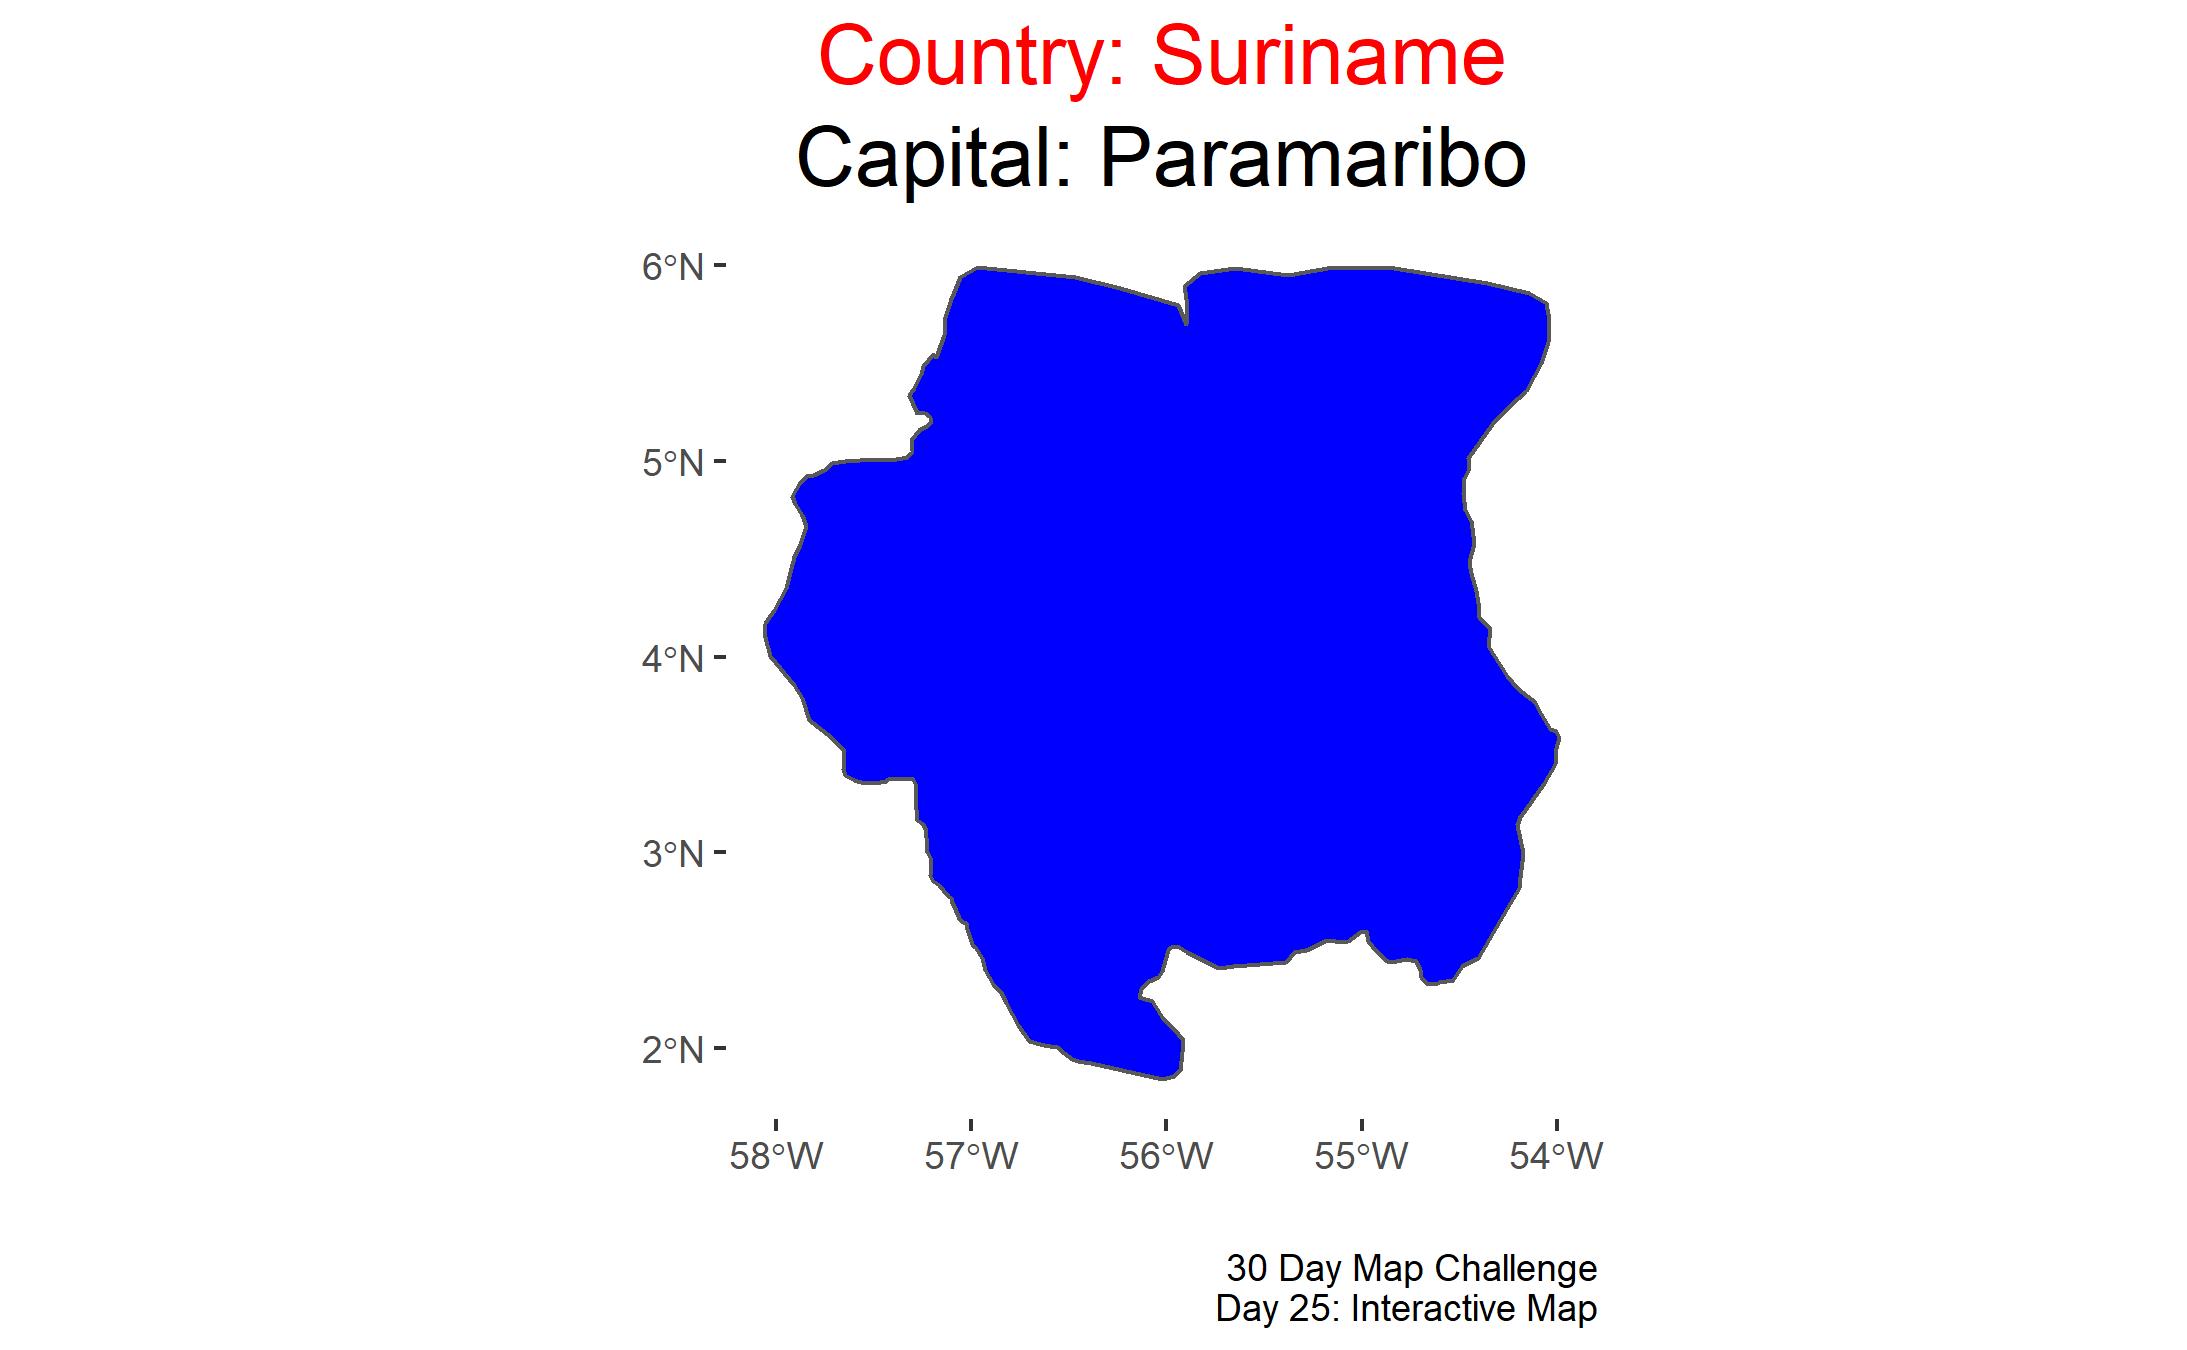 Country: Suriname
Capital: Paramaribo
6°N
5°N
4°N
3°N
2°N
58°W 57°W 56°W 55°W 54°W
30 Day Map Challenge
Day 25: Interactive Map